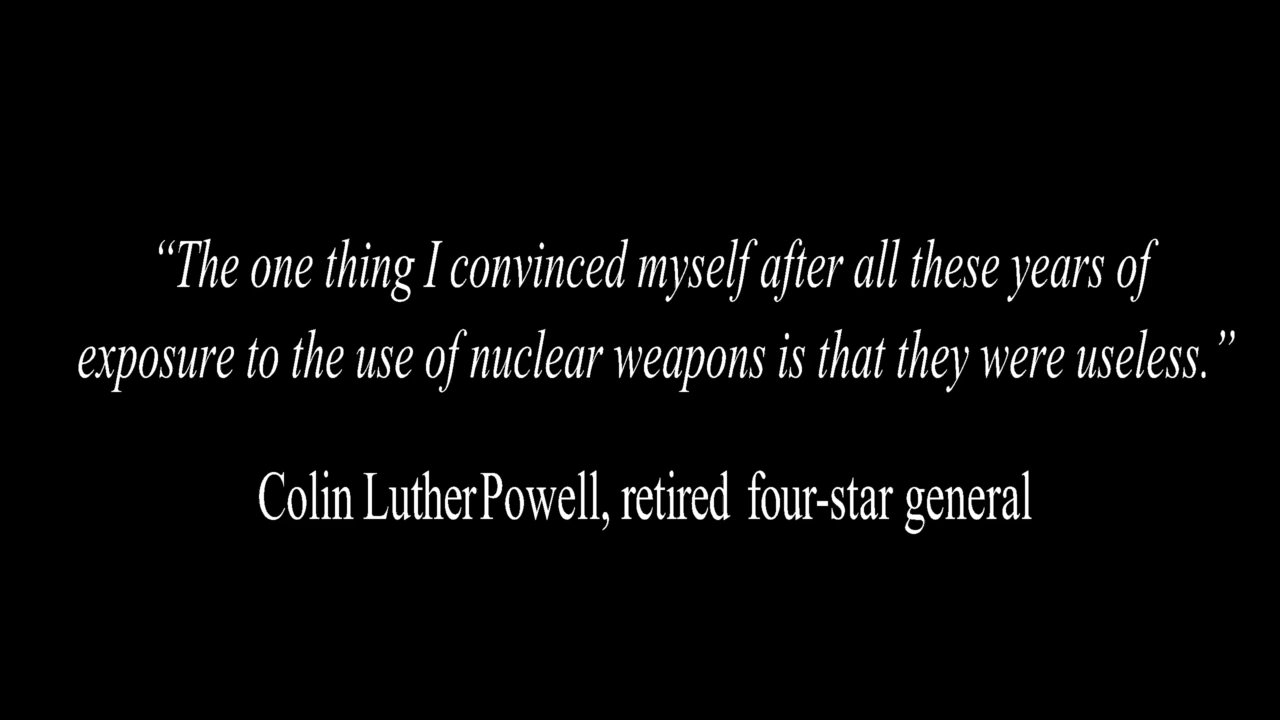 “The one thing I convinced myself after all these years of
exposure to the use of nuclear weapons is that they were useless.”
Colin Luther Powell, retired four-star general